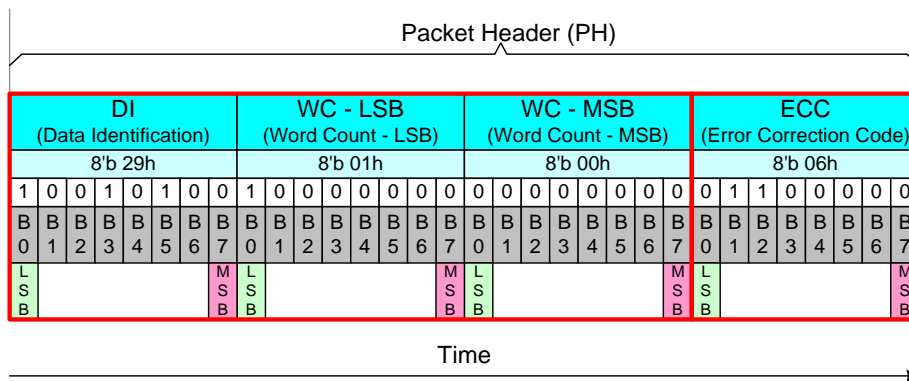 Packet Header (PH)
DI WC - LSB WC - MSB ECC
(Data Identification) (Word Count - LSB) (Word Count - MSB) (Error Correction Code)
8'b 29h 8'b 01h 8'b 00h 8'b 06h
1 0 0 1 0 1 0 0 1 0 0 0 0 0 0 0 0 0 0 0 0 0 0 0 0 1 1 0 0 0 0 0
B B B B B B B B B B B B B B B B B B B B B B B B B B B B B B B B
0 1 2 3 4 5 6 7 0 1 2 3 4 5 6 7 0 1 2 3 4 5 6 7 0 1 2 3 4 5 6 7
L M L M L M L M
S S S S S S S S
B B B B B B B B
Time